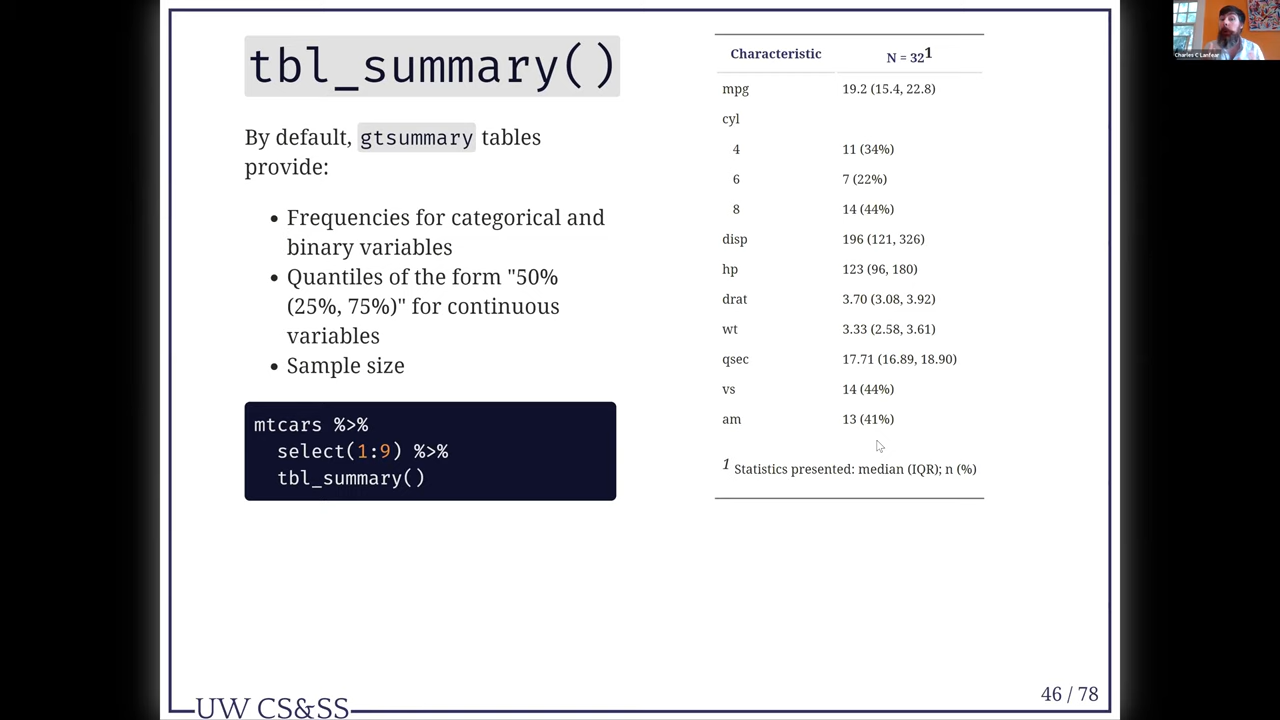 tbl_summary()
By default, gtsummary tables
provide:
• Frequencies for categorical and
binary variables
• Quantiles of the form "50%
(25%, 75%)" for continuous
variables
• Sample size
mtcars %>%
select(1:9) %>%
tbl_summary()
Characteristic N = 32¹
mpg 19.2 (15.4, 22.8)
cyl
4 11 (34%)
6 7 (22%)
8 14 (44%)
disp 196 (121, 326)
hp 123 (96, 180)
drat 3.70 (3.08, 3.92)
wt 3.33 (2.58, 3.61)
qsec 17.71 (16.89, 18.90)
vs 14 (44%)
am 13 (41%)
¹ Statistics presented: median (IQR); n (%)
Charles C Lanfear
UW CS&SS
46 / 78